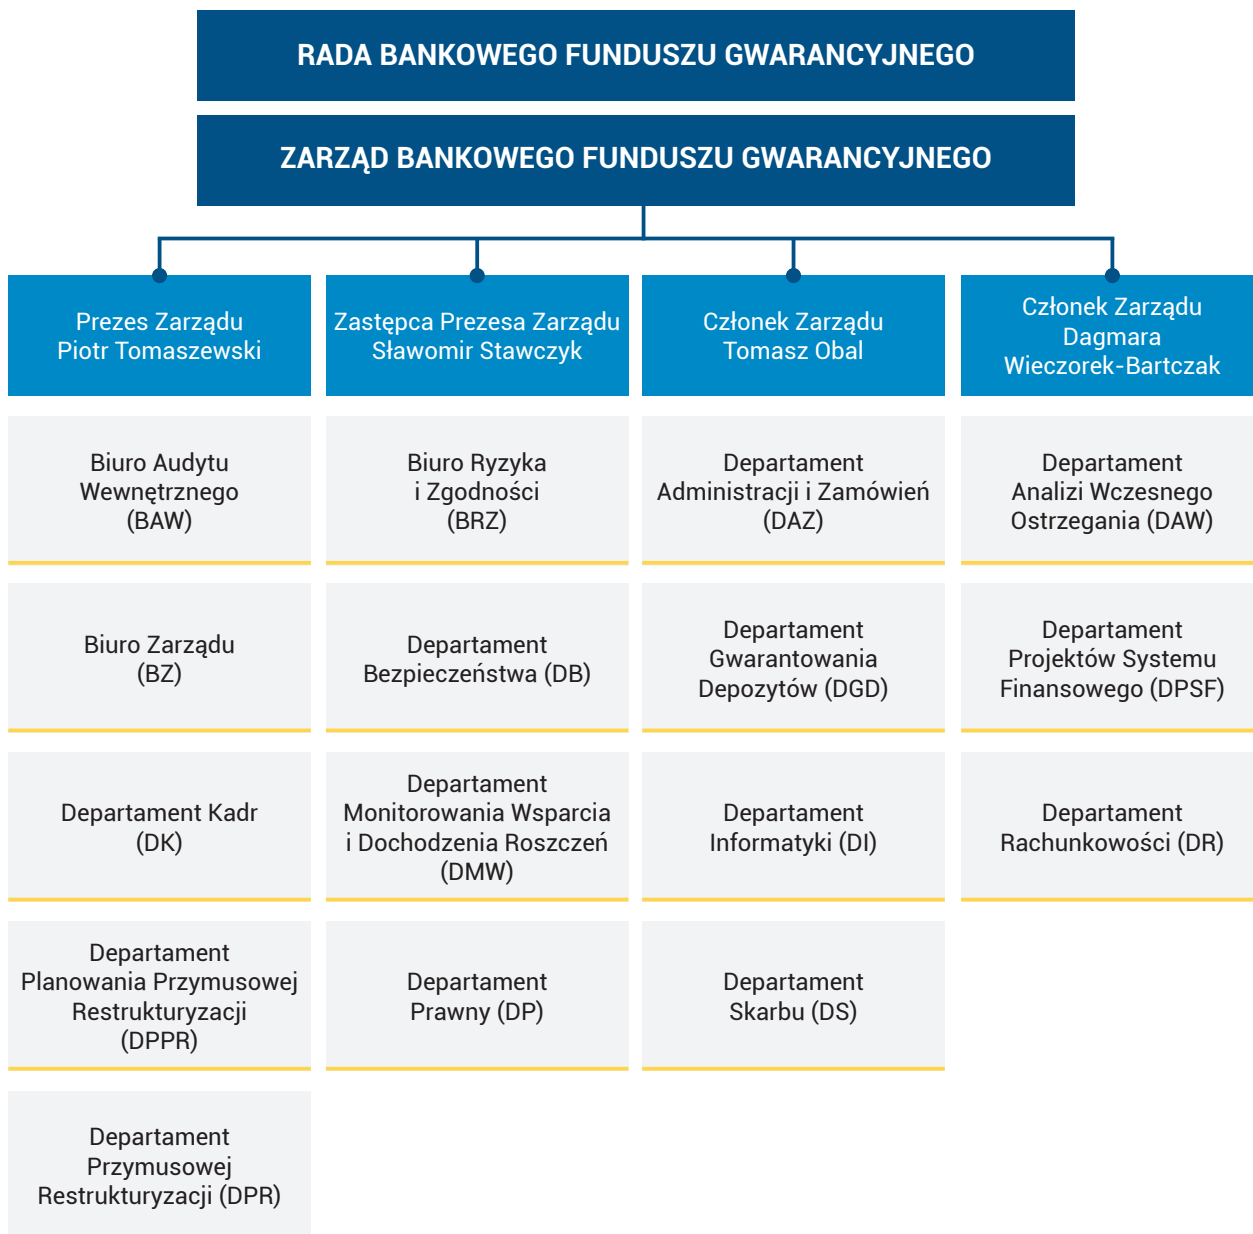 RADA BANKOWEGO FUNDUSZU GWARANCYJNEGO
ZARZĄD BANKOWEGO FUNDUSZU GWARANCYJNEGO
Prezes Zarządu
Piotr Tomaszewski
Zastępca Prezesa Zarządu
Sławomir Stawczyk
Członek Zarządu
Tomasz Obal
Członek Zarządu
Dagmara
Wieczorek-Bartczak
Biuro Audytu
Wewnętrznego
(BAW)
Biuro Ryzyka
i Zgodności
(BRZ)
Departament
Administracji i Zamówień
(DAZ)
Departament
Analizi Wczesnego
Ostrzegania (DAW)
Biuro Zarządu
(BZ)
Departament
Bezpieczeństwa (DB)
Departament
Gwarantowania
Depozytów (DGD)
Departament
Projektów Systemu
Finansowego (DPSF)
Departament Kadr
(DK)
Departament
Monitorowania Wsparcia
i Dochodzenia Roszczeń
(DMW)
Departament
Informatyki (DI)
Departament
Rachunkowości (DR)
Departament
Planowania Przymusowej
Restrukturyzacji
(DPPR)
Departament
Prawny (DP)
Departament
Skarbu (DS)
Departament
Przymusowej
Restrukturyzacji (DPR)